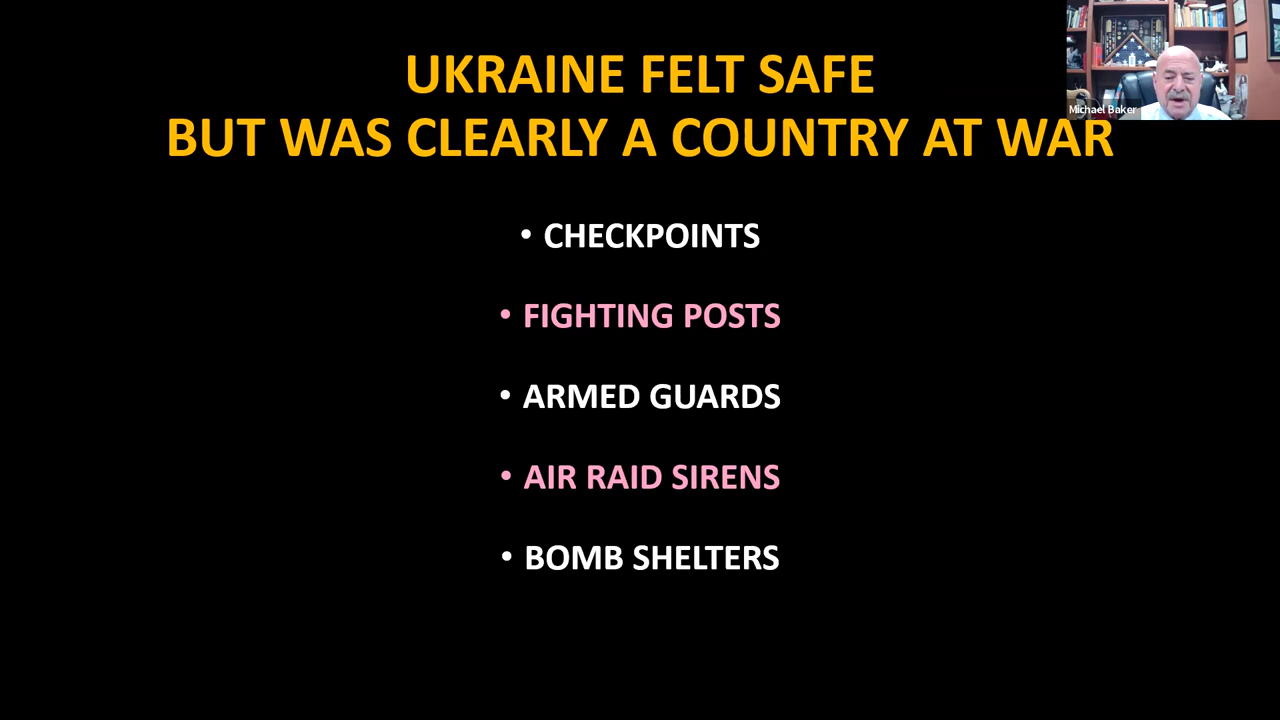 UKRAINE FELT SAFE
BUT WAS CLEARLY A COUNTRY AT WAR
Michael Baker
• CHECKPOINTS
• FIGHTING POSTS
• ARMED GUARDS
• AIR RAID SIRENS
• BOMB SHELTERS